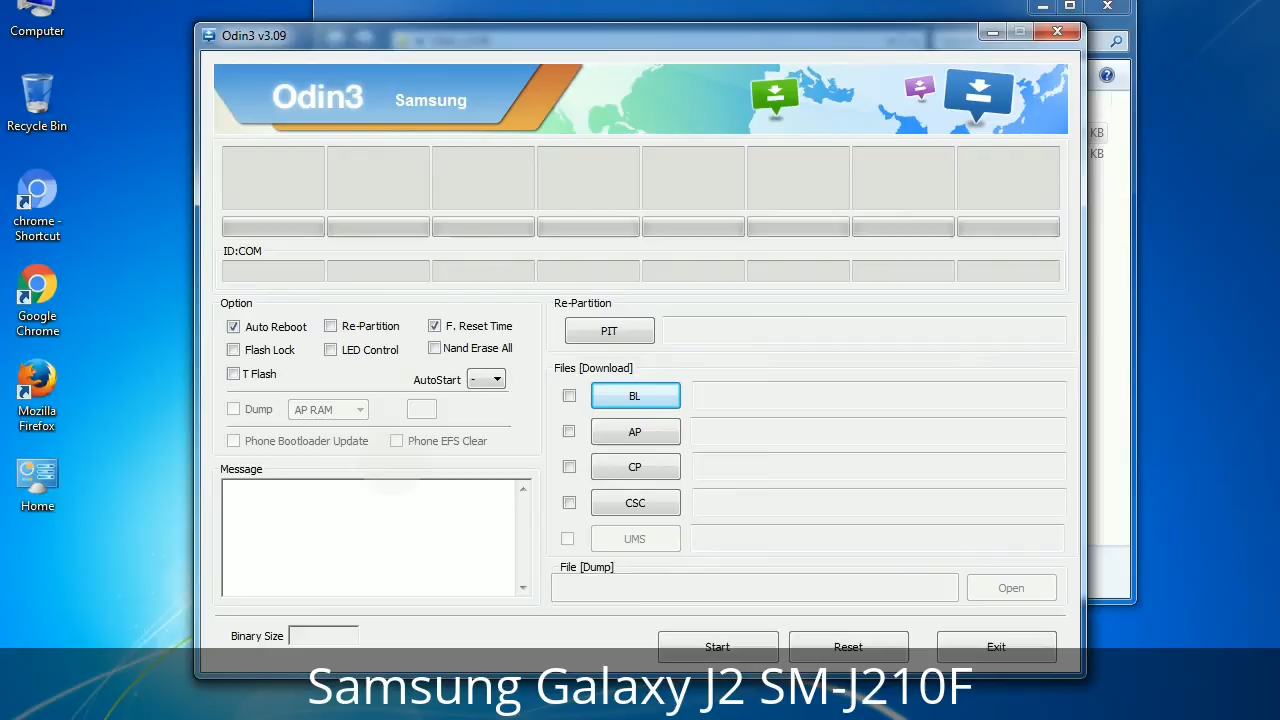 Computer
Recycle Bin
chrome -
Shortcut
Google
Chrome
Mozilla
Firefox
Home
Odin3 v3.09
Odin3 Samsung
ID:COM
Option
Auto Reboot Re-Partition F. Reset Time
Flash Lock LED Control Nand Erase All
T Flash AutoStart -
Dump AP RAM
Phone Bootloader Update Phone EFS Clear
Message
Re-Partition
PIT
Files [Download]
BL
AP
CP
CSC
UMS
File [Dump]
Open
Binary Size
Start Reset Exit
KB
KB
Samsung Galaxy J2 SM-J210F